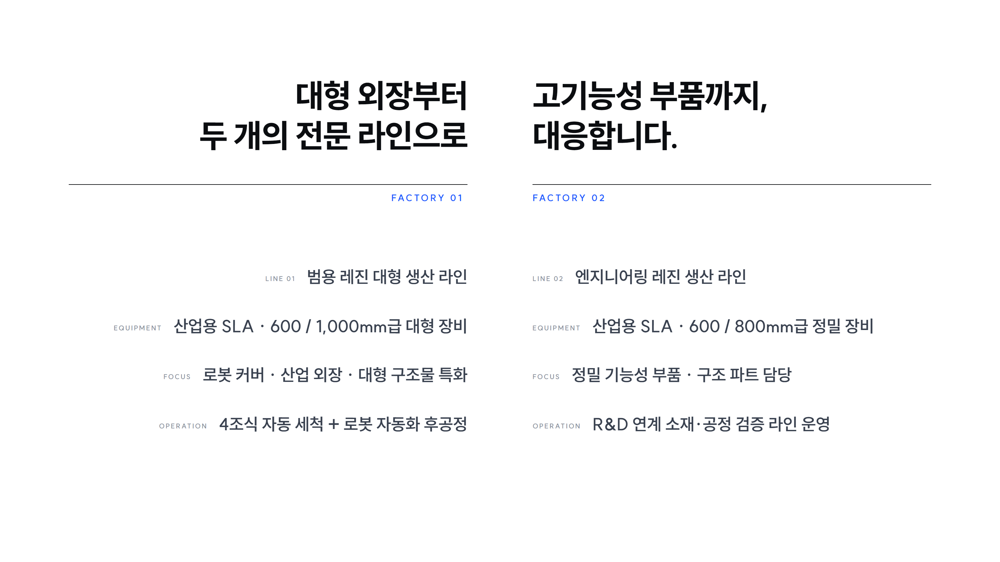 대형 외장부터 고기능성 부품까지,
두 개의 전문 라인으로 대응합니다.
FACTORY 01
LINE 01 범용 레진 대형 생산 라인
EQUIPMENT 산업용 SLA · 600 / 1,000mm급 대형 장비
FOCUS 로봇 커버 · 산업 외장 · 대형 구조물 특화
OPERATION 4조식 자동 세척 + 로봇 자동화 후공정
FACTORY 02
LINE 02 엔지니어링 레진 생산 라인
EQUIPMENT 산업용 SLA · 600 / 800mm급 정밀 장비
FOCUS 정밀 기능성 부품 · 구조 파트 담당
OPERATION R&D 연계 소재·공정 검증 라인 운영